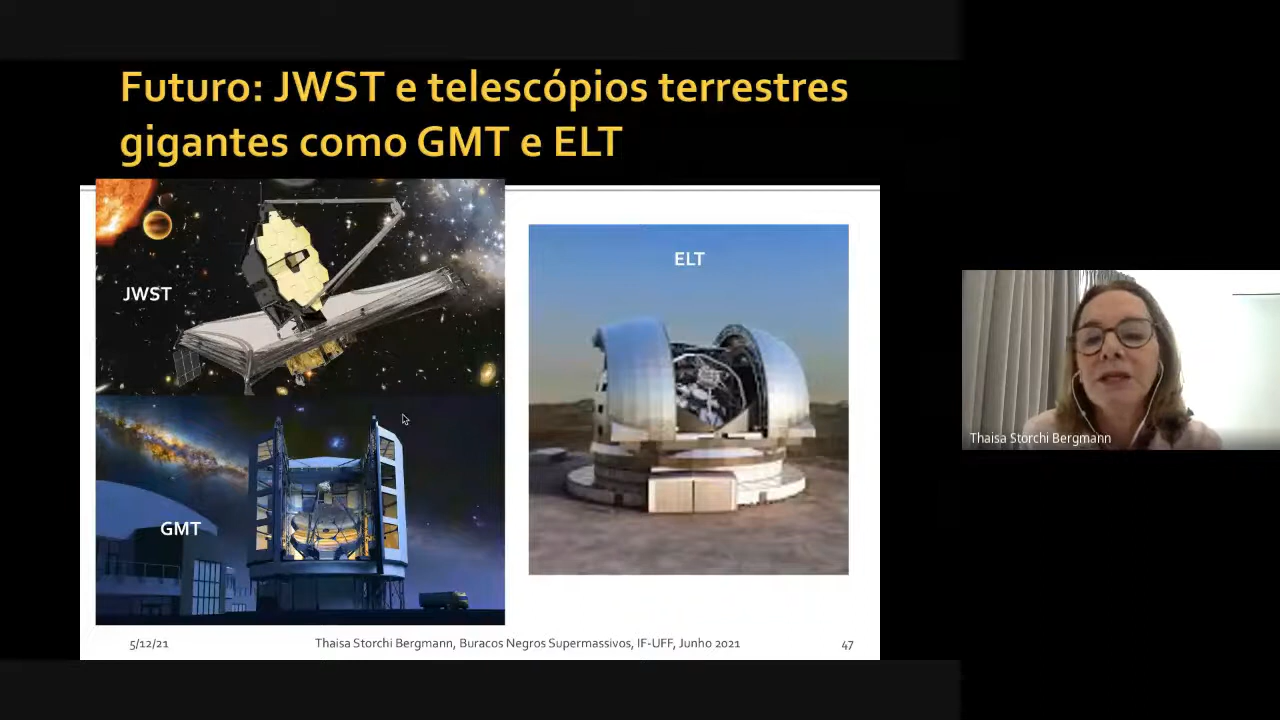 Futuro: JWST e telescópios terrestres
gigantes como GMT e ELT
JWST
ELT
GMT
Thaisa Storchi Bergmann
5/12/21
Thaisa Storchi Bergmann, Buracos Negros Supermassivos, IF-UFF, Junho 2021
47